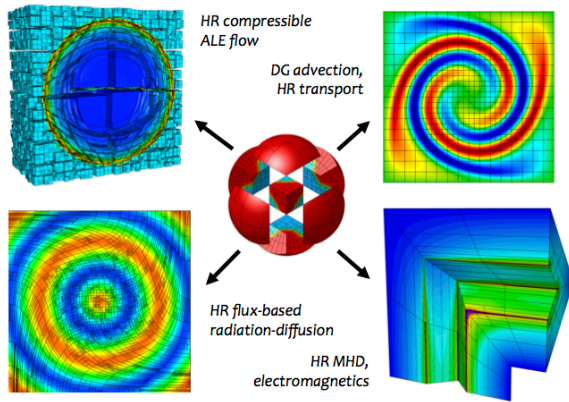 HR compressible
ALE flow
DG advection,
HR transport
HR flux-based
radiation-diffusion
HR MHD,
electromagnetics